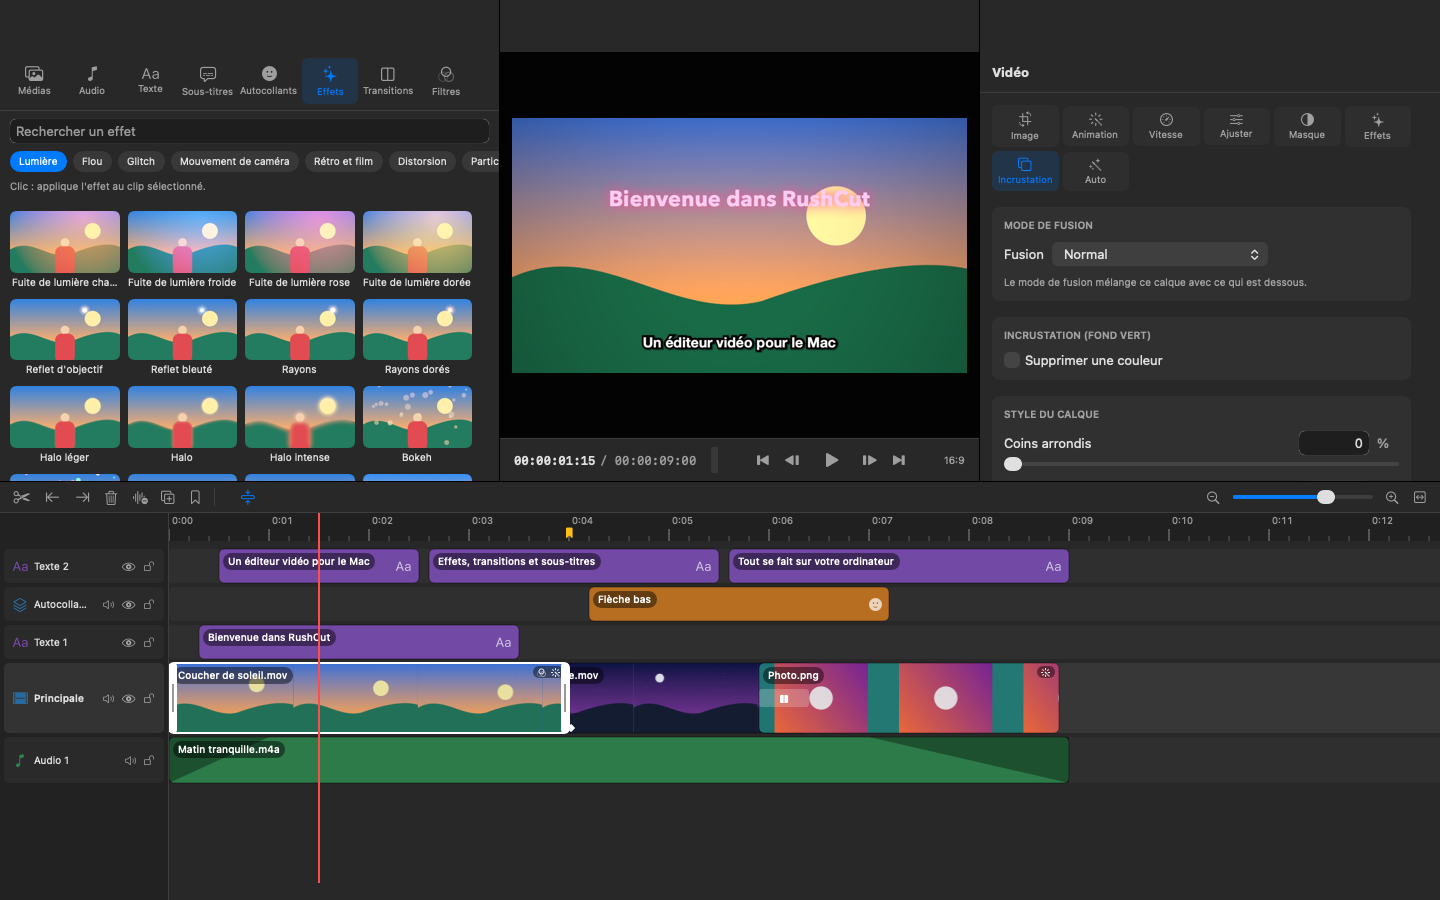 Médias
Audio
Aa
Texte
Sous-titres
Autocollants
Effets
Transitions
Filtres
Rechercher un effet
Lumière
Flou
Glitch
Mouvement de caméra
Rétro et film
Distorsion
Partic
Clic : applique l'effet au clip sélectionné.
Fuite de lumière cha...
Fuite de lumière froide
Fuite de lumière rose
Fuite de lumière dorée
Reflet d'objectif
Reflet bleuté
Rayons
Rayons dorés
Halo léger
Halo
Halo intense
Bokeh
Bienvenue dans RushCut
Un éditeur vidéo pour le Mac
00:00:01:15 / 00:00:09:00
16:9
Vidéo
Image
Animation
Vitesse
Ajuster
Masque
Effets
Incrustation
Auto
MODE DE FUSION
Fusion
Normal
Le mode de fusion mélange ce calque avec ce qui est dessous.
INCRUSTATION (FOND VERT)
Supprimer une couleur
STYLE DU CALQUE
Coins arrondis
0 %
0:00
0:01
0:02
0:03
0:04
0:05
0:06
0:07
0:08
0:09
0:10
0:11
0:12
Aa Texte 2
Un éditeur vidéo pour le Mac
Aa
Effets, transitions et sous-titres
Aa
Tout se fait sur votre ordinateur
Aa
Autocolla...
Flèche bas
Aa Texte 1
Bienvenue dans RushCut
Aa
Principale
Coucher de soleil.mov
e.mov
Photo.png
Audio 1
Matin tranquille.m4a